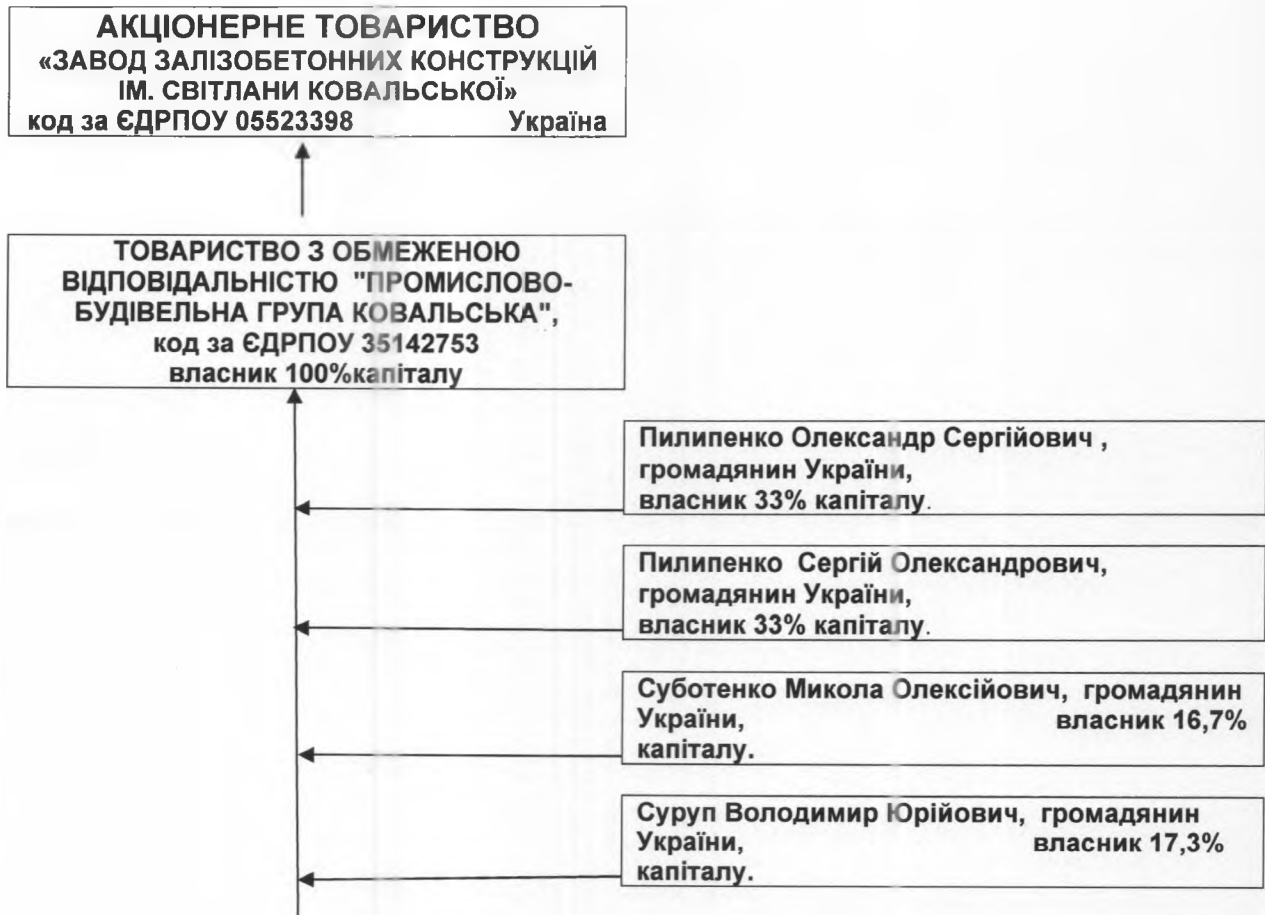 АКЦІОНЕРНЕ ТОВАРИСТВО
«ЗАВОД ЗАЛІЗОБЕТОННИХ КОНСТРУКЦІЙ
ІМ. СВІТЛАНИ КОВАЛЬСЬКОЇ»
код за ЄДРПОУ 05523398 Україна
ТОВАРИСТВО З ОБМЕЖЕНОЮ
ВІДПОВІДАЛЬНІСТЮ "ПРОМИСЛОВО-
БУДІВЕЛЬНА ГРУПА КОВАЛЬСЬКА",
код за ЄДРПОУ 35142753
власник 100%капіталу
Пилипенко Олександр Сергійович ,
громадянин України,
власник 33% капіталу.
Пилипенко Сергій Олександрович,
громадянин України,
власник 33% капіталу.
Суботенко Микола Олексійович, громадянин
України, власник 16,7%
капіталу.
Суруп Володимир Юрійович, громадянин
України, власник 17,3%
капіталу.